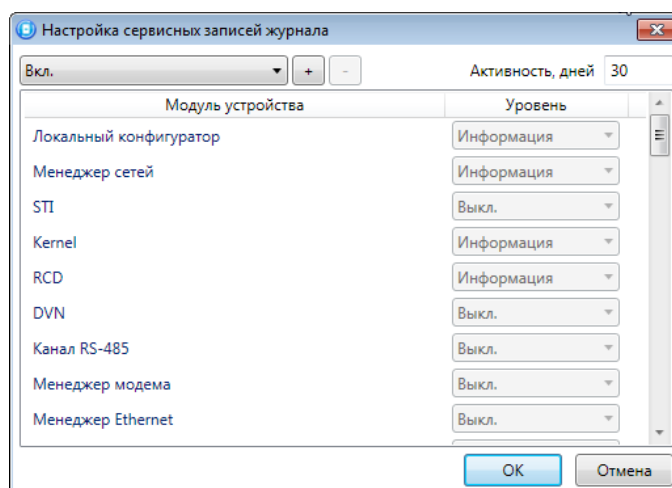 Настройка сервисных записей журнала
Вкл. + - Активность, дней 30
Модуль устройства Уровень
Локальный конфигуратор Информация
Менеджер сетей Информация
STI Выкл.
Kernel Информация
RCD Информация
DVN Выкл.
Канал RS-485 Выкл.
Менеджер модема Выкл.
Менеджер Ethernet Выкл.
OK Отмена